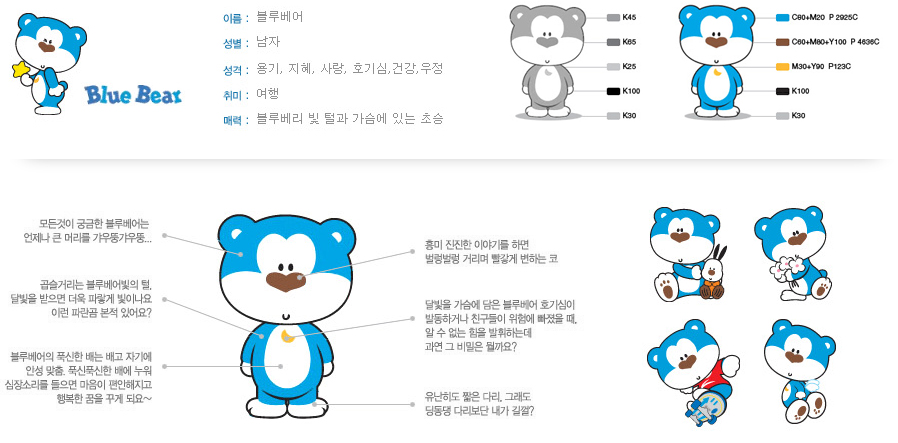 Blue Bear
이름 : 블루베어
성별 : 남자
성격 : 용기, 지혜, 사랑, 호기심,건강,우정
취미 : 여행
매력 : 블루베리 빛 털과 가슴에 있는 초승
K45
K65
K25
K100
K30
C80+M20 P 2925C
C60+M80+Y100 P 4636C
M30+Y90 P123C
K100
K30
모든것이 궁금한 블루베어는
언제나 큰 머리를 갸우뚱갸우뚱...
곱슬거리는 블루베어빛의 털,
달빛을 받으면 더욱 파랗게 빛이나요
이런 파란곰 본적 있어요?
블루베어의 푹신한 배는 배고 자기에
안성 맞춤. 푹신푹신한 배에 누워
심장소리를 들으면 마음이 편안해지고
행복한 꿈을 꾸게 되요~
흥미 진진한 이야기를 하면
벌렁벌렁 거리며 빨갛게 변하는 코
달빛을 가슴에 담은 블루베어 호기심이
발동하거나 친구들이 위험에 빠졌을 때,
알 수 없는 힘을 발휘하는데
과연 그 비밀은 뭘까요?
유난히도 짧은 다리, 그래도
딩동댕 다리보단 내가 길껄?